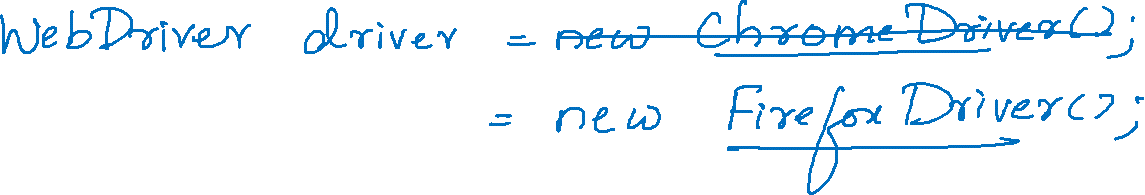 WebDriver driver = new ChromeDriver();
= new FirefoxDriver();